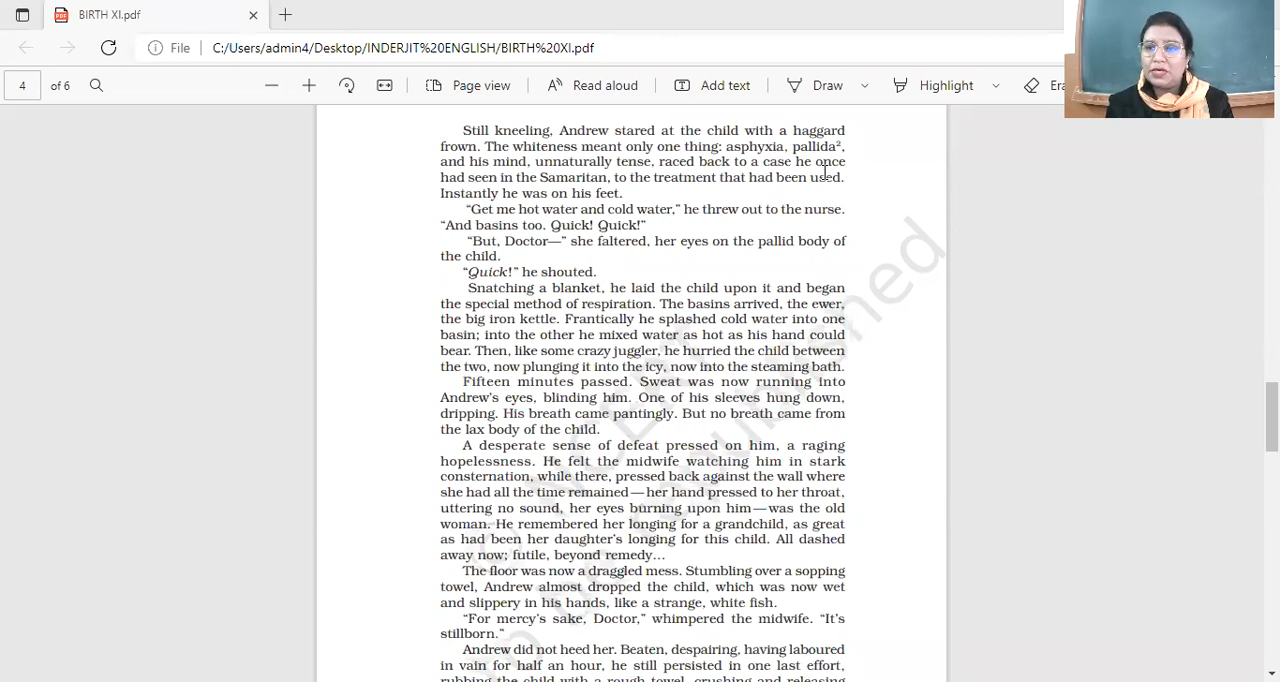 BIRTH XI.pdf
File
C:/Users/admin4/Desktop/INDERJIT%20ENGLISH/BIRTH%20XI.pdf
4 of 6
Page view
Read aloud
Add text
Draw
Highlight
Era
Still kneeling, Andrew stared at the child with a haggard
frown. The whiteness meant only one thing: asphyxia, pallida²,
and his mind, unnaturally tense, raced back to a case he once
had seen in the Samaritan, to the treatment that had been used.
Instantly he was on his feet.
“Get me hot water and cold water,” he threw out to the nurse.
“And basins too. Quick! Quick!”
“But, Doctor—” she faltered, her eyes on the pallid body of
the child.
“Quick!” he shouted.
Snatching a blanket, he laid the child upon it and began
the special method of respiration. The basins arrived, the ewer,
the big iron kettle. Frantically he splashed cold water into one
basin; into the other he mixed water as hot as his hand could
bear. Then, like some crazy juggler, he hurried the child between
the two, now plunging it into the icy, now into the steaming bath.
Fifteen minutes passed. Sweat was now running into
Andrew’s eyes, blinding him. One of his sleeves hung down,
dripping. His breath came pantingly. But no breath came from
the lax body of the child.
A desperate sense of defeat pressed on him, a raging
hopelessness. He felt the midwife watching him in stark
consternation, while there, pressed back against the wall where
she had all the time remained—her hand pressed to her throat,
uttering no sound, her eyes burning upon him—was the old
woman. He remembered her longing for a grandchild, as great
as had been her daughter’s longing for this child. All dashed
away now; futile, beyond remedy...
The floor was now a draggled mess. Stumbling over a sopping
towel, Andrew almost dropped the child, which was now wet
and slippery in his hands, like a strange, white fish.
“For mercy’s sake, Doctor,” whimpered the midwife. “It’s
stillborn.”
Andrew did not heed her. Beaten, despairing, having laboured
in vain for half an hour, he still persisted in one last effort,
rubbing the child with a rough towel, crushing and releasing